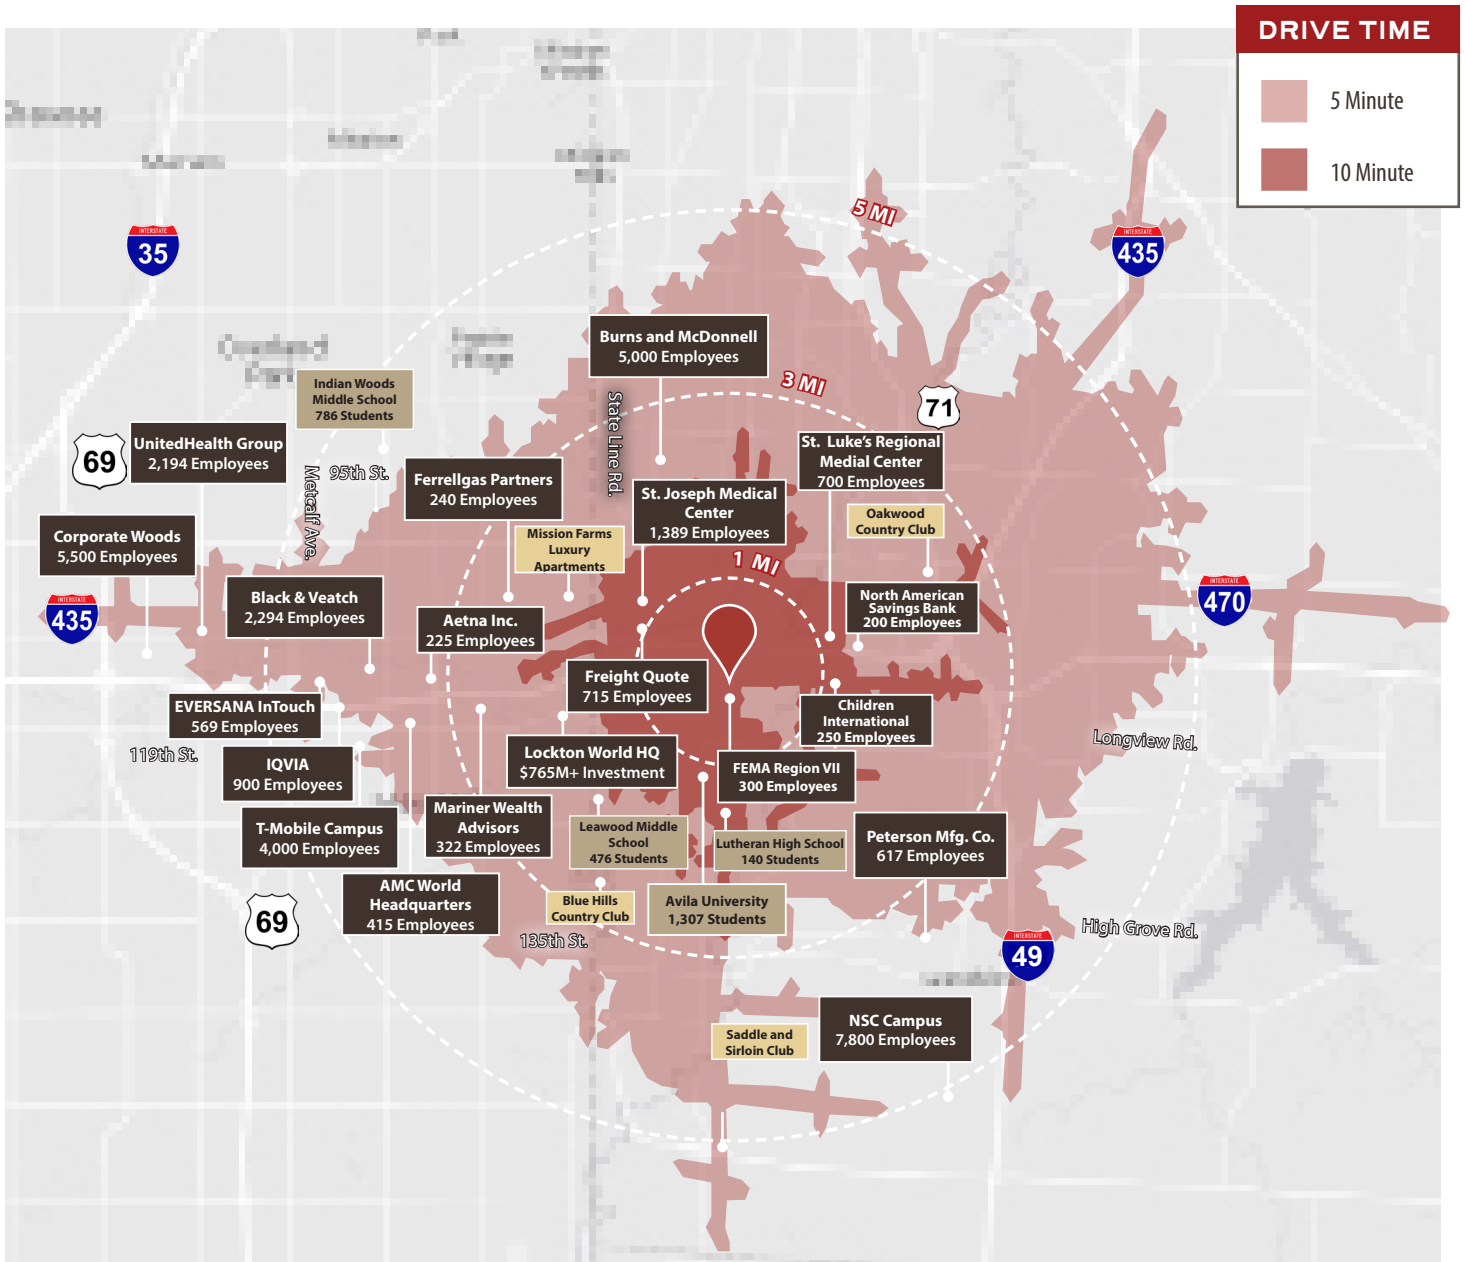 DRIVE TIME
5 Minute
10 Minute
5 MI
INTERSTATE
35
INTERSTATE
435
Burns and McDonnell
5,000 Employees
3 MI
Indian Woods
Middle School
786 Students
State Line Rd.
71
69
UnitedHealth Group
2,194 Employees
Metcalf Ave.
95th St.
Ferrellgas Partners
240 Employees
St. Luke's Regional
Medial Center
700 Employees
St. Joseph Medical
Center
1,389 Employees
Oakwood
Country Club
Corporate Woods
5,500 Employees
Mission Farms
Luxury
Apartments
1 MI
INTERSTATE
435
Black & Veatch
2,294 Employees
Aetna Inc.
225 Employees
North American
Savings Bank
200 Employees
INTERSTATE
470
Freight Quote
715 Employees
EVERSANA InTouch
569 Employees
Children
International
250 Employees
119th St.
Longview Rd.
IQVIA
900 Employees
Lockton World HQ
$765M+ Investment
FEMA Region VII
300 Employees
T-Mobile Campus
4,000 Employees
Mariner Wealth
Advisors
322 Employees
Leawood Middle
School
476 Students
Lutheran High School
140 Students
Peterson Mfg. Co.
617 Employees
AMC World
Headquarters
415 Employees
Blue Hills
Country Club
Avila University
1,307 Students
69
135th St.
High Grove Rd.
INTERSTATE
49
Saddle and
Sirloin Club
NSC Campus
7,800 Employees